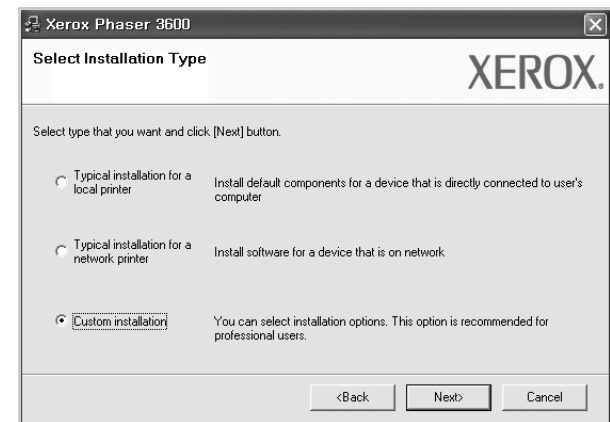 Xerox Phaser 3600
Select Installation Type
XEROX.
Select type that you want and click [Next] button.
Typical installation for a
local printer
Install default components for a device that is directly connected to user's
computer
Typical installation for a
network printer
Install software for a device that is on network
Custom installation
You can select installation options. This option is recommended for
professional users.
<Back
Next>
Cancel